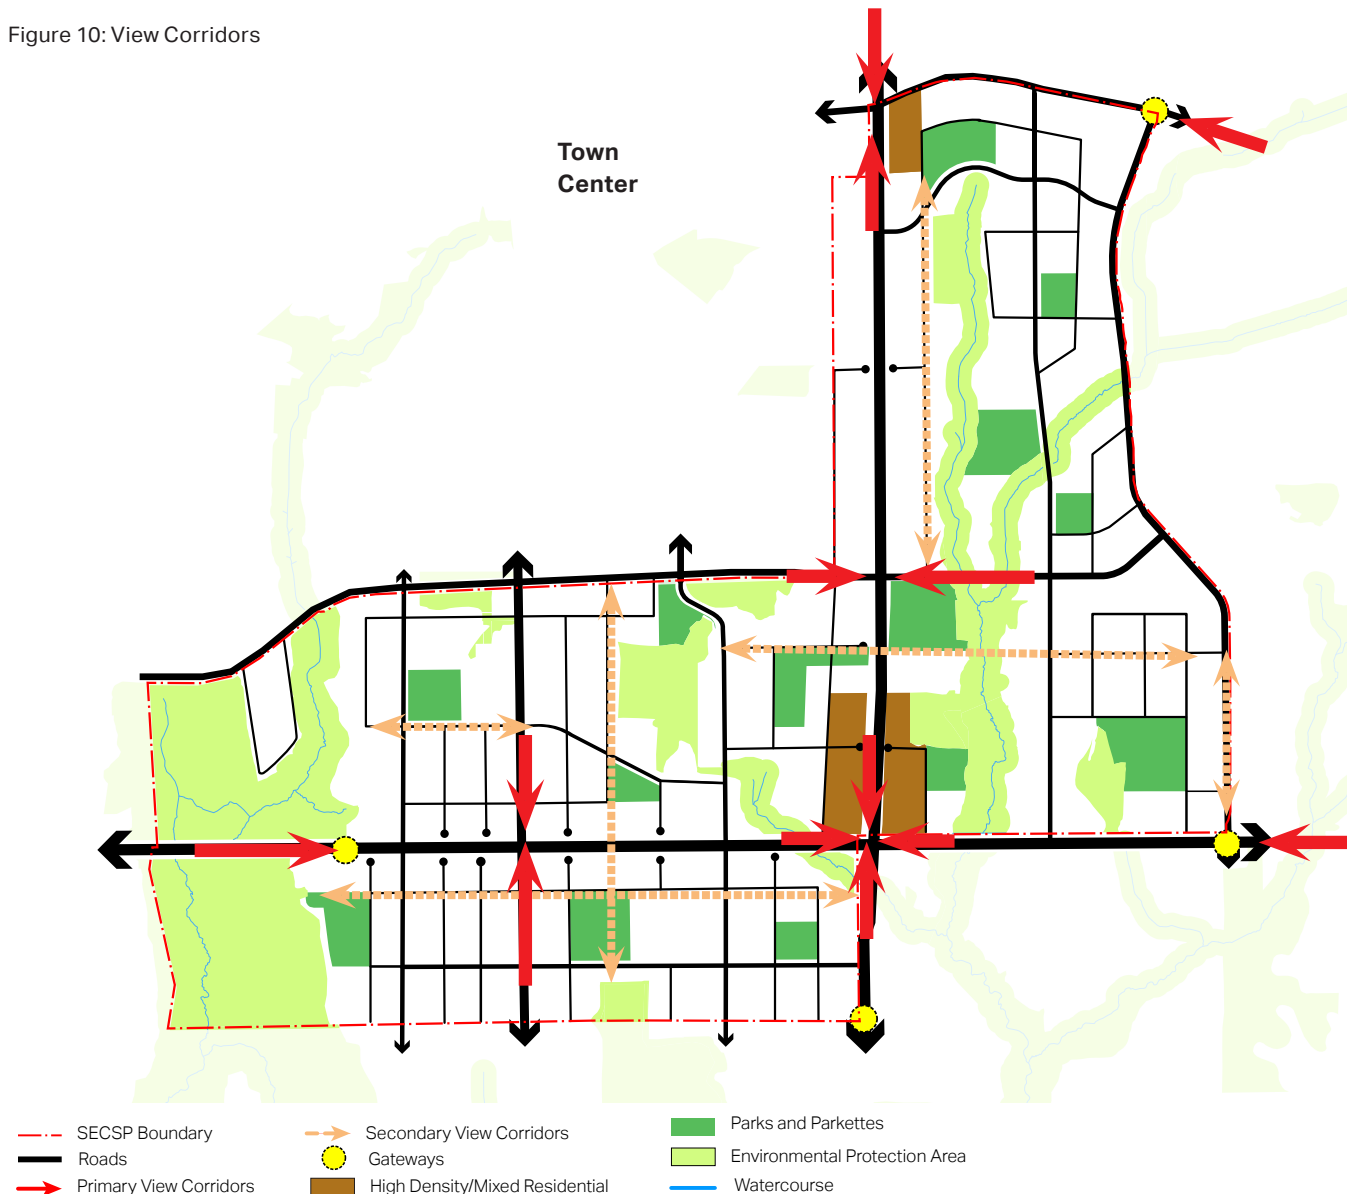 Figure 10: View Corridors
Town
Center
SECSP Boundary
Roads
Primary View Corridors
Secondary View Corridors
Gateways
High Density/Mixed Residential
Parks and Parkettes
Environmental Protection Area
Watercourse